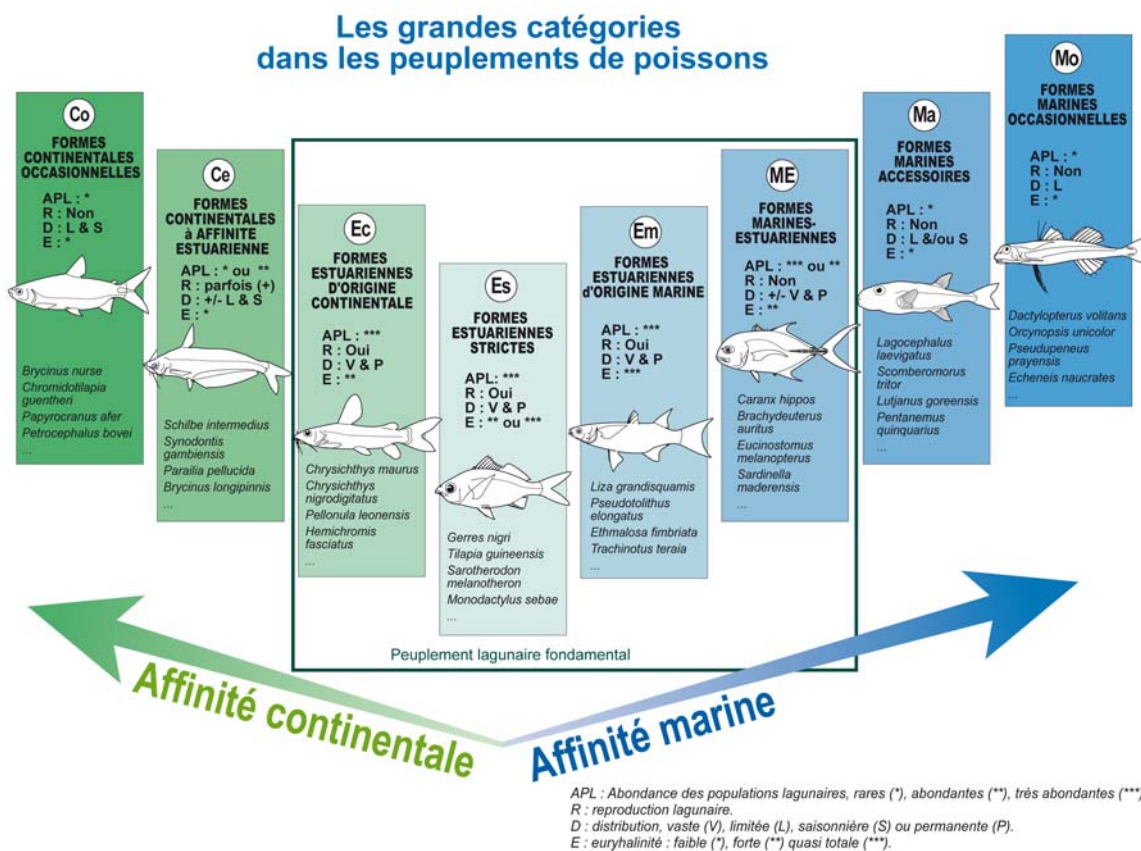 Les grandes catégories
dans les peuplements de poissons
Co
FORMES
CONTINENTALES
OCCASIONNELLES
APL : *
R : Non
D : L & S
E : *
Brycinus nurse
Chromidotilapia
guentheri
Papyrocranus afer
Petrocephalus bovei
...
Ce
FORMES
CONTINENTALES
à AFFINITE
ESTUARIENNE
APL : * ou **
R : parfois (+)
D : +/- L & S
E : *
Schilbe intermedius
Synodontis
gambiensis
Parailia pellucida
Brycinus longipinnis
...
Ec
FORMES
ESTUARIENNES
D'ORIGINE
CONTINENTALE
APL : ***
R : Oui
D : V & P
E : **
Chrysichthys maurus
Chrysichthys
nigrodigitatus
Pellonula leonensis
Hemichromis
fasciatus
...
Es
FORMES
ESTUARIENNES
STRICTES
APL: ***
R : Oui
D : V & P
E : ** ou ***
Gerres nigri
Tilapia guineensis
Sarotherodon
melanotheron
Monodactylus sebae
...
Em
FORMES
ESTUARIENNES
d'ORIGINE MARINE
APL : ***
R : Oui
D : V & P
E : ***
Liza grandisquamis
Pseudotolithus
elongatus
Ethmalosa fimbriata
Trachinotus teraia
...
ME
FORMES
MARINES-
ESTUARIENNES
APL : *** ou **
R : Non
D : +/- V & P
E : **
Caranx hippos
Brachydeuterus
auritus
Eucinostomus
melanopterus
Sardinella
maderensis
...
Ma
FORMES
MARINES
ACCESSOIRES
APL : *
R : Non
D : L &/ou S
E : *
Lagocephalus
laevigatus
Scomberomorus
tritor
Lutjanus goreensis
Pentanemus
quinquarius
...
Mo
FORMES
MARINES
OCCASIONNELLES
APL : *
R : Non
D : L
E : *
Dactylopterus volitans
Orcynopsis unicolor
Pseudupeneus
prayensis
Echeneis naucrates
...
Peuplement lagunaire fondamental
Affinité continentale
Affinité marine
APL : Abondance des populations lagunaires, rares (*), abondantes (**), très abondantes (***)
R : reproduction lagunaire.
D : distribution, vaste (V), limitée (L), saisonnière (S) ou permanente (P).
E : euryhalinité : faible (*), forte (**) quasi totale (***).